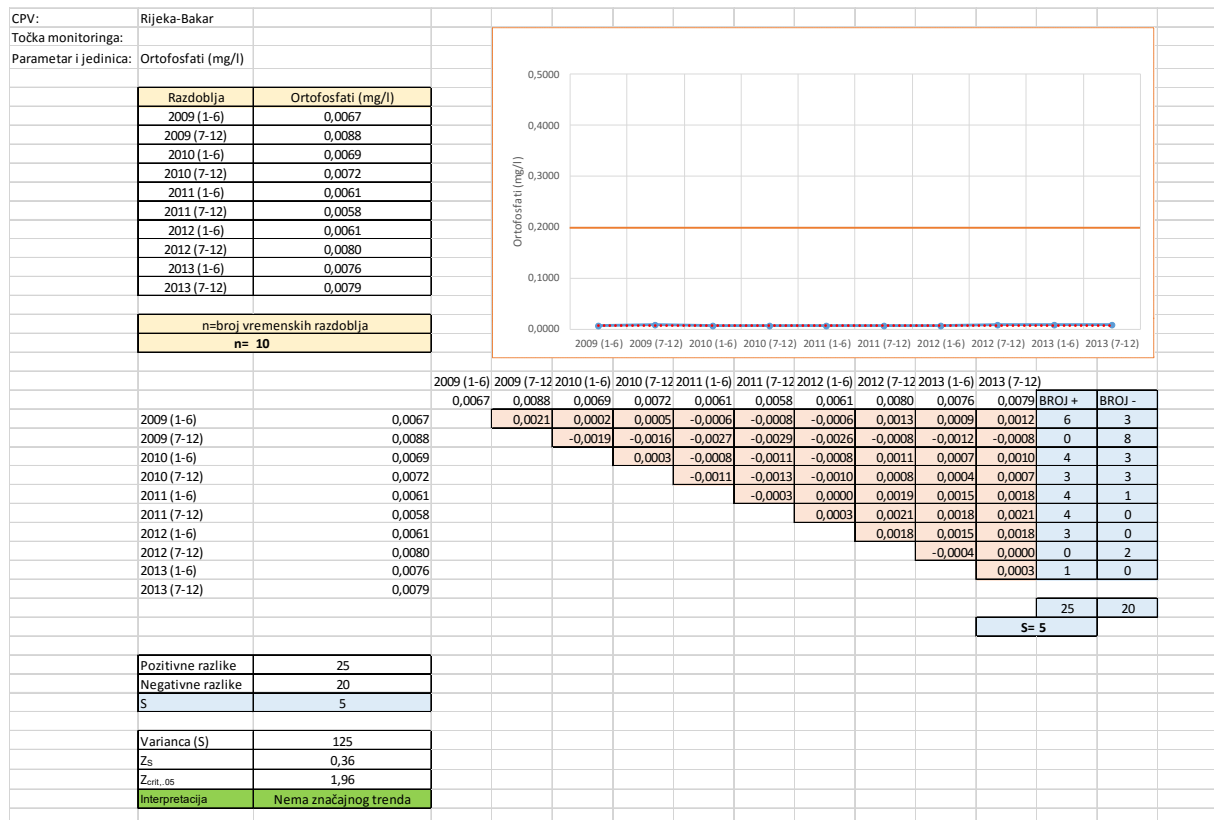 CPV: Rijeka-Bakar
Točka monitoringa:
Parametar i jedinica: Ortofosfati (mg/l)
Razdoblja Ortofosfati (mg/l)
2009 (1-6) 0,0067
2009 (7-12) 0,0088
2010 (1-6) 0,0069
2010 (7-12) 0,0072
2011 (1-6) 0,0061
2011 (7-12) 0,0058
2012 (1-6) 0,0061
2012 (7-12) 0,0080
2013 (1-6) 0,0076
2013 (7-12) 0,0079
n=broj vremenskih razdoblja
n= 10
Ortofosfati (mg/l)
0,5000
0,4000
0,3000
0,2000
0,1000
0,0000
2009 (1-6) 2009 (7-12) 2010 (1-6) 2010 (7-12) 2011 (1-6) 2011 (7-12) 2012 (1-6) 2012 (7-12) 2013 (1-6) 2013 (7-12)
2009 (1-6) 2009 (7-12 2010 (1-6) 2010 (7-12 2011 (1-6) 2011 (7-12 2012 (1-6) 2012 (7-12 2013 (1-6) 2013 (7-12)
0,0067 0,0088 0,0069 0,0072 0,0061 0,0058 0,0061 0,0080 0,0076 0,0079 BROJ + BROJ -
2009 (1-6) 0,0067 0,0021 0,0002 0,0005 -0,0006 -0,0008 -0,0006 0,0013 0,0009 0,0012 6 3
2009 (7-12) 0,0088 -0,0019 -0,0016 -0,0027 -0,0029 -0,0026 -0,0008 -0,0012 -0,0008 0 8
2010 (1-6) 0,0069 0,0003 -0,0008 -0,0011 -0,0008 0,0011 0,0007 0,0010 4 3
2010 (7-12) 0,0072 -0,0011 -0,0013 -0,0010 0,0008 0,0004 0,0007 3 3
2011 (1-6) 0,0061 -0,0003 0,0000 0,0019 0,0015 0,0018 4 1
2011 (7-12) 0,0058 0,0003 0,0021 0,0018 0,0021 4 0
2012 (1-6) 0,0061 0,0018 0,0015 0,0018 3 0
2012 (7-12) 0,0080 -0,0004 0,0000 0 2
2013 (1-6) 0,0076 0,0003 1 0
2013 (7-12) 0,0079
25 20
S= 5
Pozitivne razlike 25
Negativne razlike 20
S 5
Varianca (S) 125
Zs 0,36
Zcrit,.05 1,96
Interpretacija Nema značajnog trenda